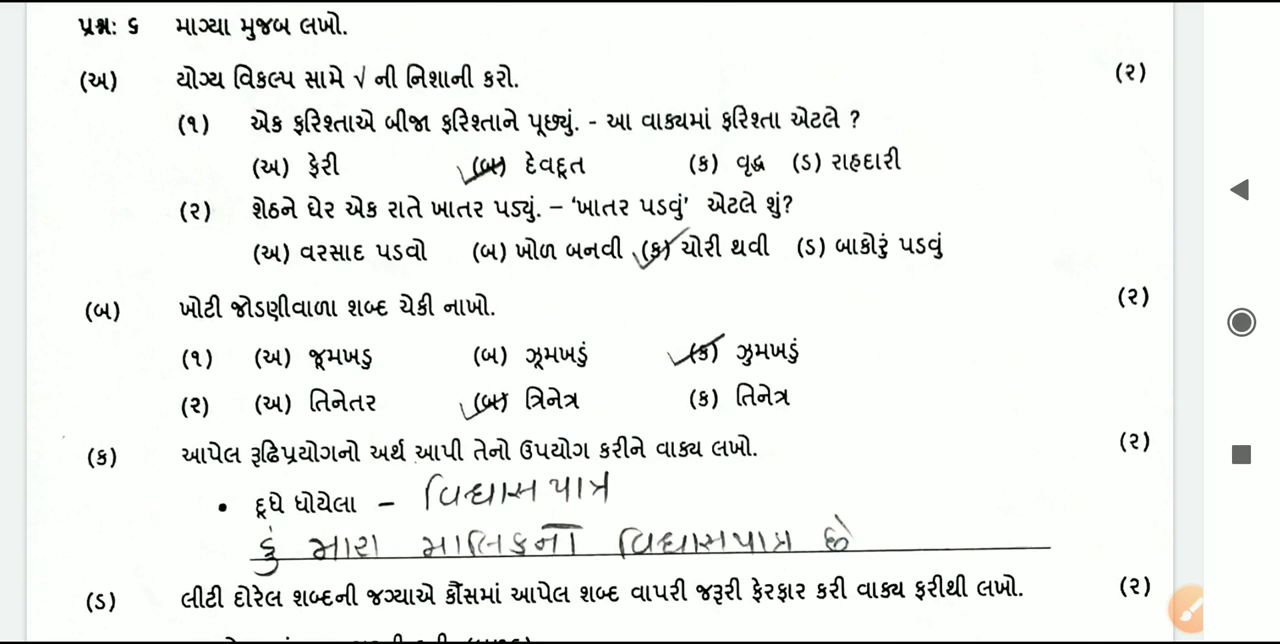 પ્રશ્ન: ૬ માગ્યા મુજબ લખો.
(અ) યોગ્ય વિકલ્પ સામે √ ની નિશાની કરો. (૨)
(૧) એક ફરિશ્તાએ બીજા ફરિશ્તાને પૂછ્યું. - આ વાક્યમાં ફરિશ્તા એટલે ?
(અ) ફેરી (બ) દેવદૂત (ક) વૃદ્ધ (ડ) રાહદારી
(૨) શેઠને ઘેર એક રાતે ખાતર પડ્યું. – 'ખાતર પડવું' એટલે શું?
(અ) વરસાદ પડવો (બ) ખોળ બનવી (ક) ચોરી થવી (ડ) બાકોરું પડવું
(બ) ખોટી જોડણીવાળા શબ્દ ચેકી નાખો. (૨)
(૧) (અ) જૂમખડુ (બ) ઝૂમખડું (ક) ઝુમખડું
(૨) (અ) તિનેતર (બ) ત્રિનેત્ર (ક) તિનેત્ર
(ક) આપેલ રૂઢિપ્રયોગનો અર્થ આપી તેનો ઉપયોગ કરીને વાક્ય લખો. (૨)
• દૂધે ધોયેલા – વિશ્વાસપાત્ર
હું મારા માલિકના વિશ્વાસપાત્ર છે
(ડ) લીટી દોરેલ શબ્દની જગ્યાએ કૌંસમાં આપેલ શબ્દ વાપરી જરૂરી ફેરફાર કરી વાક્ય ફરીથી લખો. (૨)